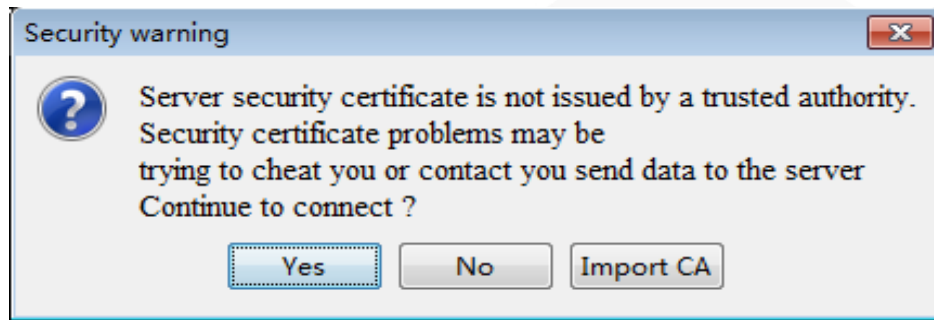 Security warning
Server security certificate is not issued by a trusted authority.
Security certificate problems may be
trying to cheat you or contact you send data to the server
Continue to connect ?
Yes No Import CA